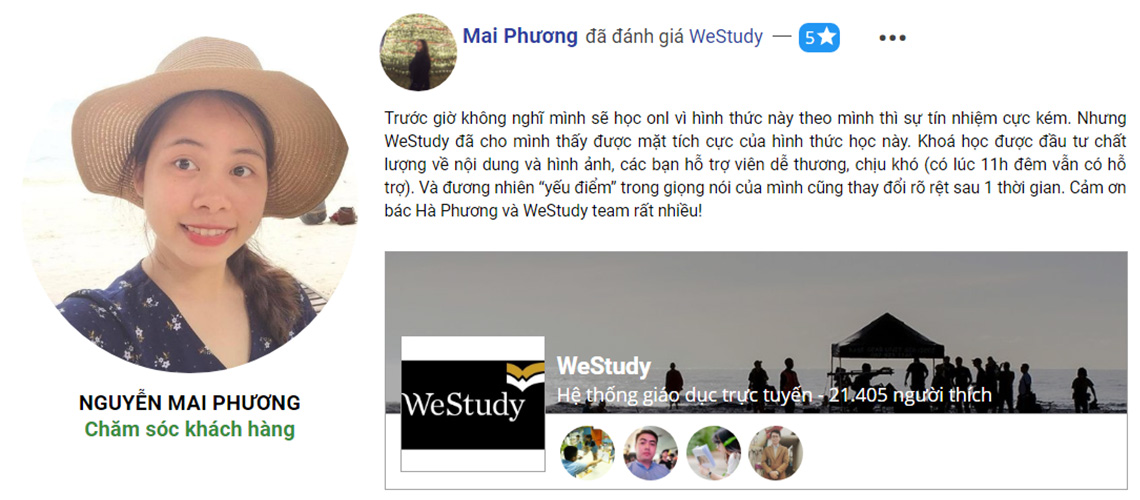 Mai Phương đã đánh giá WeStudy — 5★ •••
Trước giờ không nghĩ mình sẽ học onl vì hình thức này theo mình thì sự tín nhiệm cực kém. Nhưng
WeStudy đã cho mình thấy được mặt tích cực của hình thức học này. Khoá học được đầu tư chất
lượng về nội dung và hình ảnh, các bạn hỗ trợ viên dễ thương, chịu khó (có lúc 11h đêm vẫn có hỗ
trợ). Và đương nhiên “yếu điểm” trong giọng nói của mình cũng thay đổi rõ rệt sau 1 thời gian. Cảm ơn
bác Hà Phương và WeStudy team rất nhiều!
NGUYỄN MAI PHƯƠNG
Chăm sóc khách hàng
WeStudy
WeStudy
Hệ thống giáo dục trực tuyến - 21.405 người thích